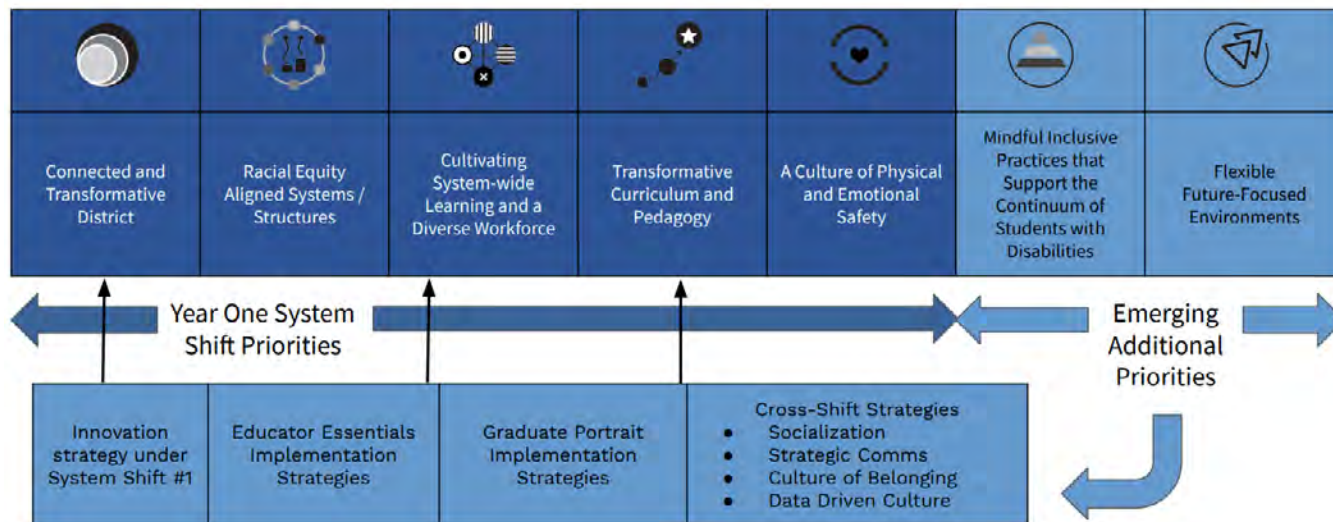 Connected and
Transformative
District
Racial Equity
Aligned Systems /
Structures
Cultivating
System-wide
Learning and a
Diverse Workforce
Transformative
Curriculum and
Pedagogy
A Culture of Physical
and Emotional
Safety
Mindful Inclusive
Practices that
Support the
Continuum of
Students with
Disabilities
Flexible
Future-Focused
Environments
Year One System
Shift Priorities
Emerging
Additional
Priorities
Innovation
strategy under
System Shift #1
Educator Essentials
Implementation
Strategies
Graduate Portrait
Implementation
Strategies
Cross-Shift Strategies
● Socialization
● Strategic Comms
● Culture of Belonging
● Data Driven Culture